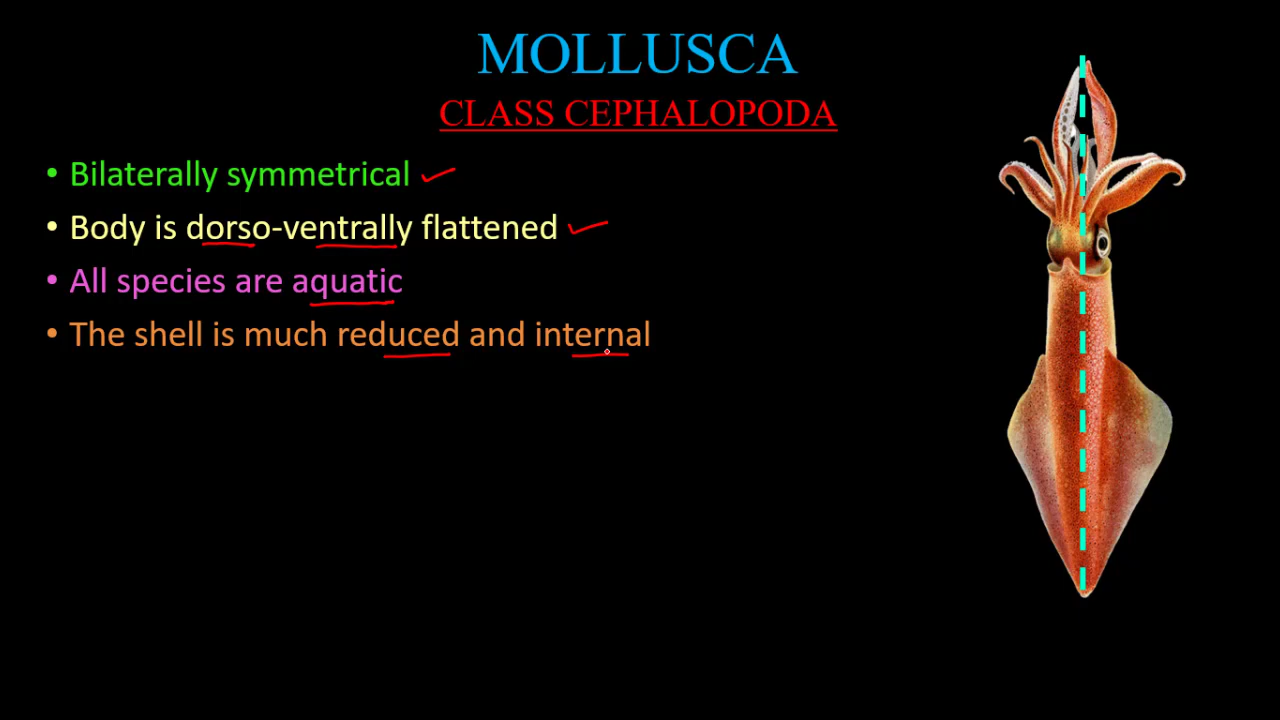 MOLLUSCA
CLASS CEPHALOPODA
• Bilaterally symmetrical
• Body is dorso-ventrally flattened
• All species are aquatic
• The shell is much reduced and internal